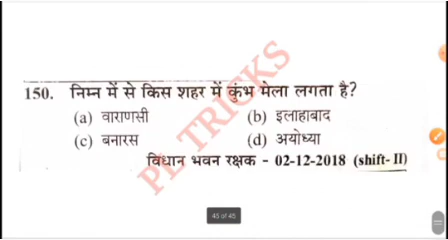 150. निम्न में से किस शहर में कुंभ मेला लगता है?
(a) वाराणसी (b) इलाहाबाद
(c) बनारस (d) अयोध्या
विधान भवन रक्षक - 02-12-2018 (shift- II)
PL TRICKS
45 of 45